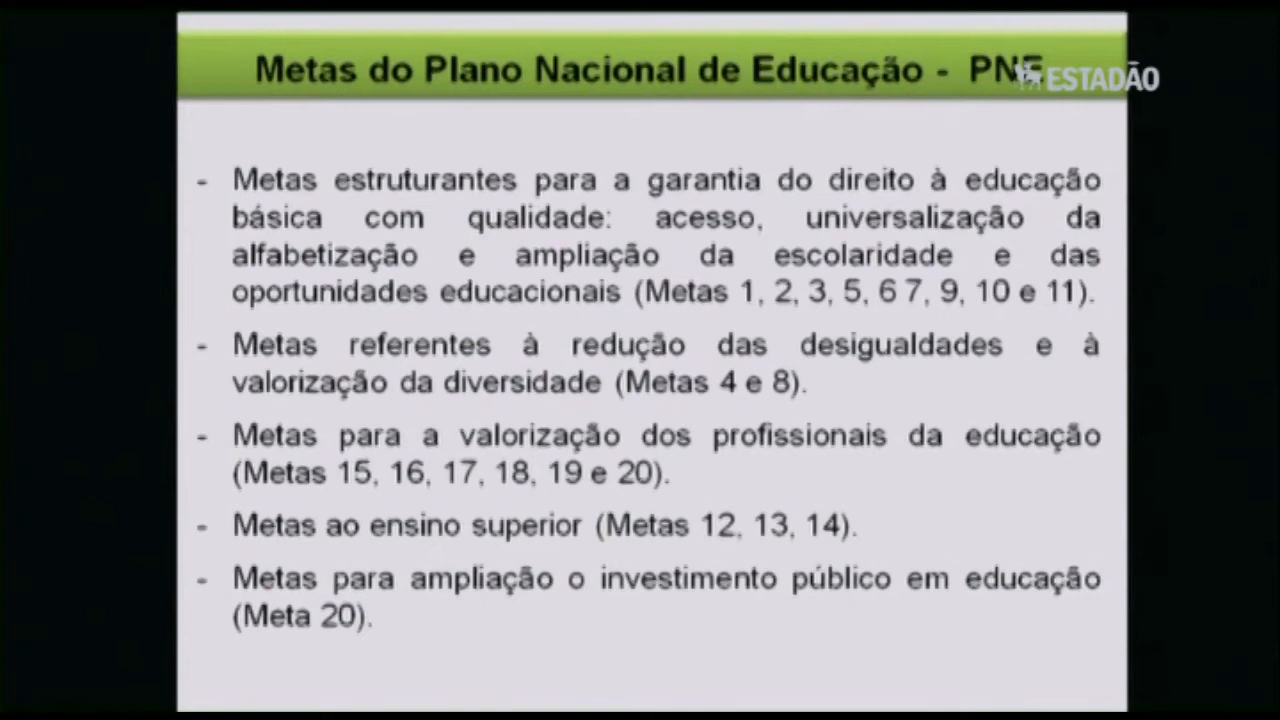 Metas do Plano Nacional de Educação - PNE
ESTADÃO
- Metas estruturantes para a garantia do direito à educação
básica com qualidade: acesso, universalização da
alfabetização e ampliação da escolaridade e das
oportunidades educacionais (Metas 1, 2, 3, 5, 6 7, 9, 10 e 11).
- Metas referentes à redução das desigualdades e à
valorização da diversidade (Metas 4 e 8).
- Metas para a valorização dos profissionais da educação
(Metas 15, 16, 17, 18, 19 e 20).
- Metas ao ensino superior (Metas 12, 13, 14).
- Metas para ampliação o investimento público em educação
(Meta 20).